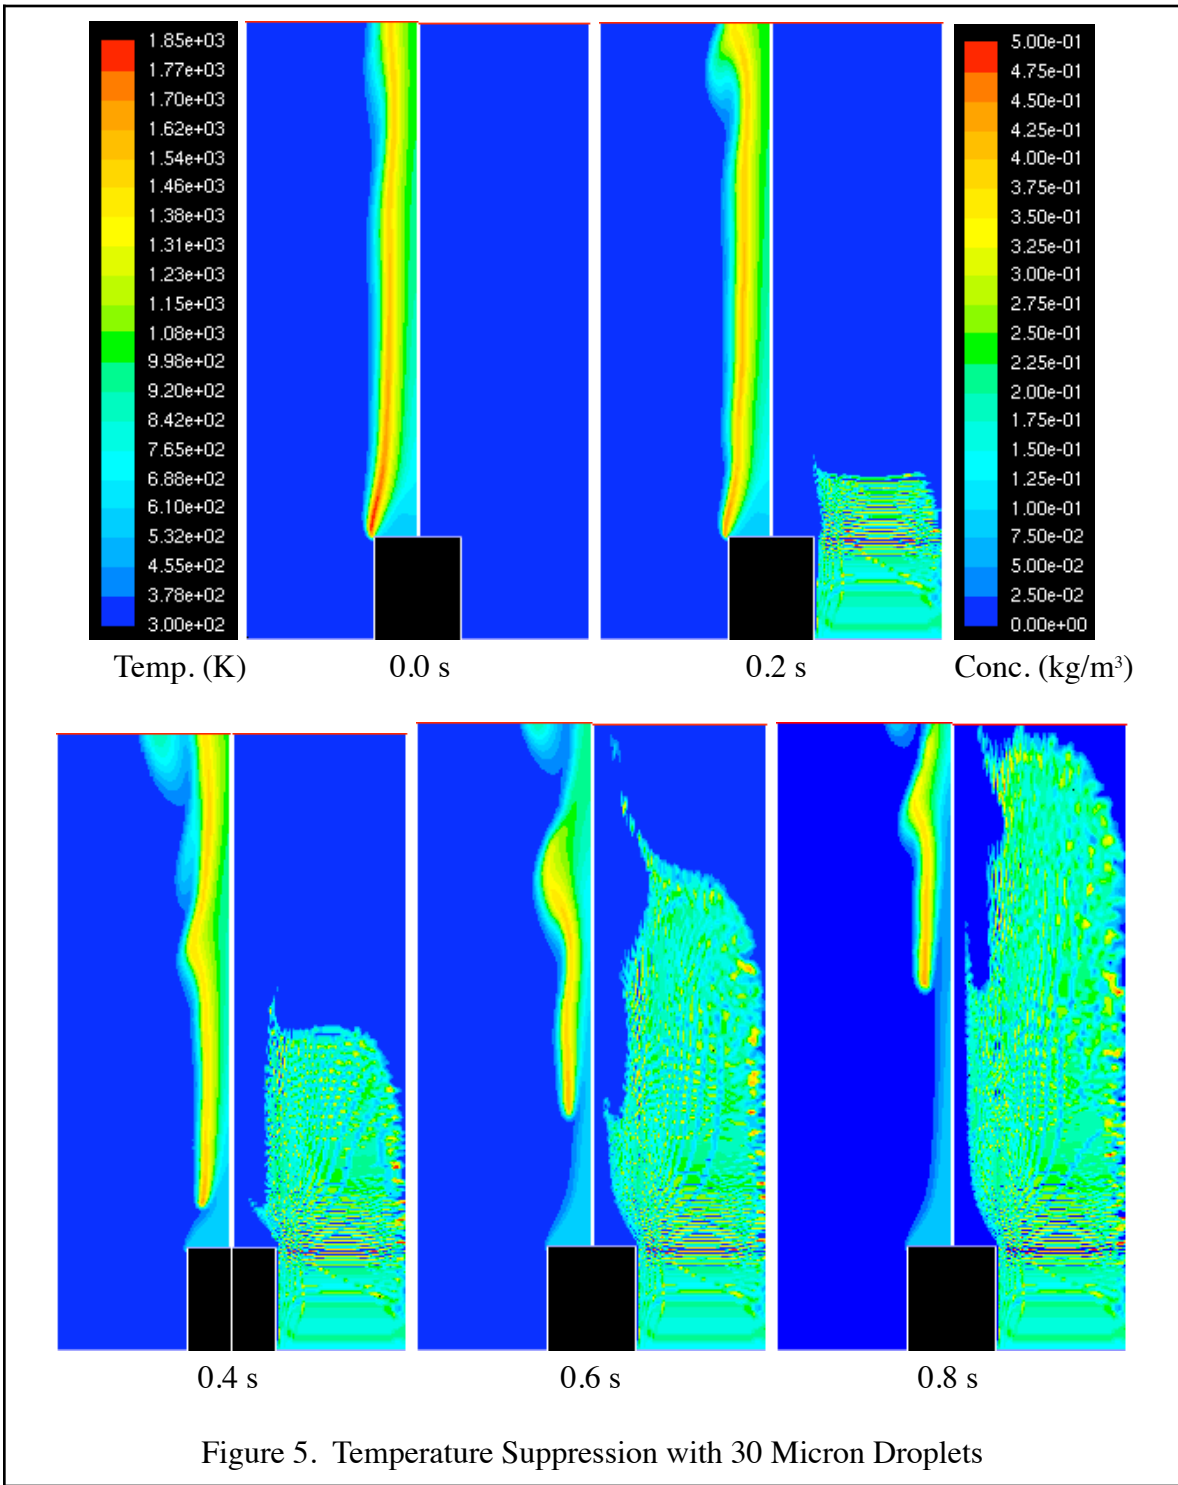 1.85e+03
1.77e+03
1.70e+03
1.62e+03
1.54e+03
1.46e+03
1.38e+03
1.31e+03
1.23e+03
1.15e+03
1.08e+03
9.98e+02
9.20e+02
8.42e+02
7.65e+02
6.88e+02
6.10e+02
5.32e+02
4.55e+02
3.78e+02
3.00e+02
5.00e-01
4.75e-01
4.50e-01
4.25e-01
4.00e-01
3.75e-01
3.50e-01
3.25e-01
3.00e-01
2.75e-01
2.50e-01
2.25e-01
2.00e-01
1.75e-01
1.50e-01
1.25e-01
1.00e-01
7.50e-02
5.00e-02
2.50e-02
0.00e+00
Temp. (K) 0.0 s 0.2 s Conc. (kg/m³)
0.4 s 0.6 s 0.8 s
Figure 5. Temperature Suppression with 30 Micron Droplets